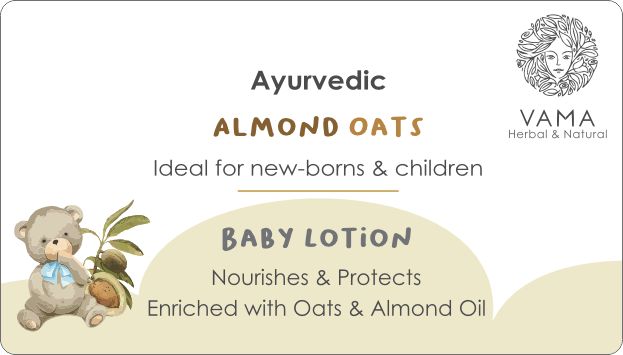 Ayurvedic
ALMOND OATS
Ideal for new-borns & children
VAMA
Herbal & Natural
BABY LOTION
Nourishes & Protects
Enriched with Oats & Almond Oil